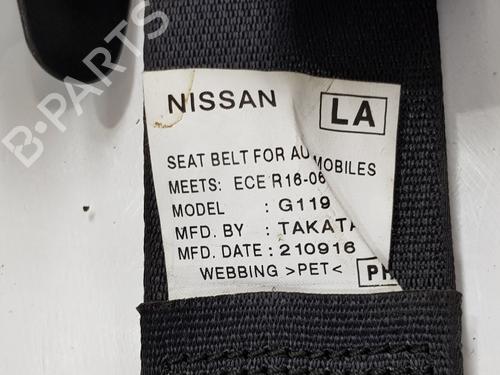 B-PARTS
NISSAN
LA
SEAT BELT FOR AU MOBILES
MEETS: ECE R16-06
MODEL : G119
MFD. BY : TAKATA
MFD. DATE : 210916
WEBBING >PET< PH